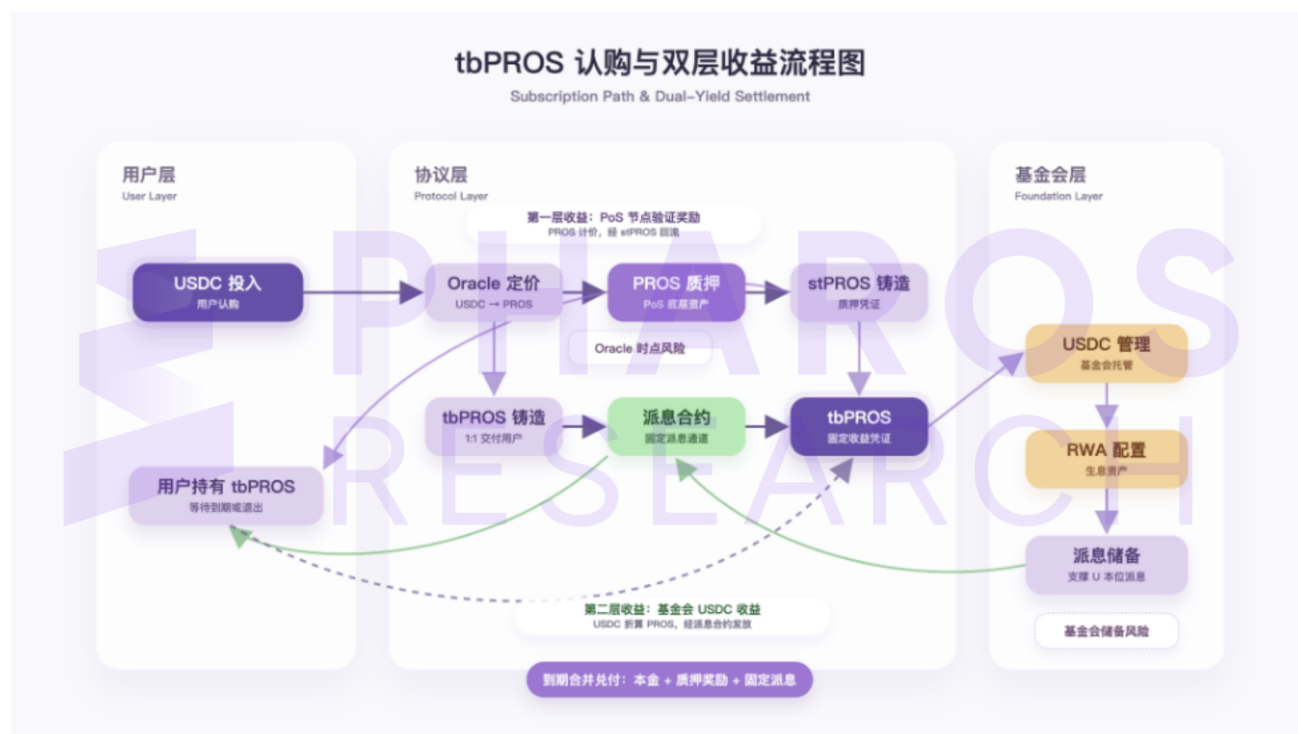 tbPROS 认购与双层收益流程图
Subscription Path & Dual-Yield Settlement
用户层
User Layer
协议层
Protocol Layer
基金会层
Foundation Layer
第一层收益：PoS 节点验证奖励
PROS 计价，经 stPROS 回流
USDC 投入
用户认购
Oracle 定价
USDC → PROS
PROS 质押
PoS 底层资产
stPROS 铸造
质押凭证
Oracle 时点风险
USDC 管理
基金会托管
tbPROS 铸造
1:1 交付用户
派息合约
固定派息通道
tbPROS
固定收益凭证
RWA 配置
生息资产
用户持有 tbPROS
等待到期或退出
派息储备
支撑 U 本位派息
第二层收益：基金会 USDC 收益
USDC 折算 PROS，经派息合约发放
基金会储备风险
到期合并兑付：本金 + 质押奖励 + 固定派息
PHAROS
RESEARCH